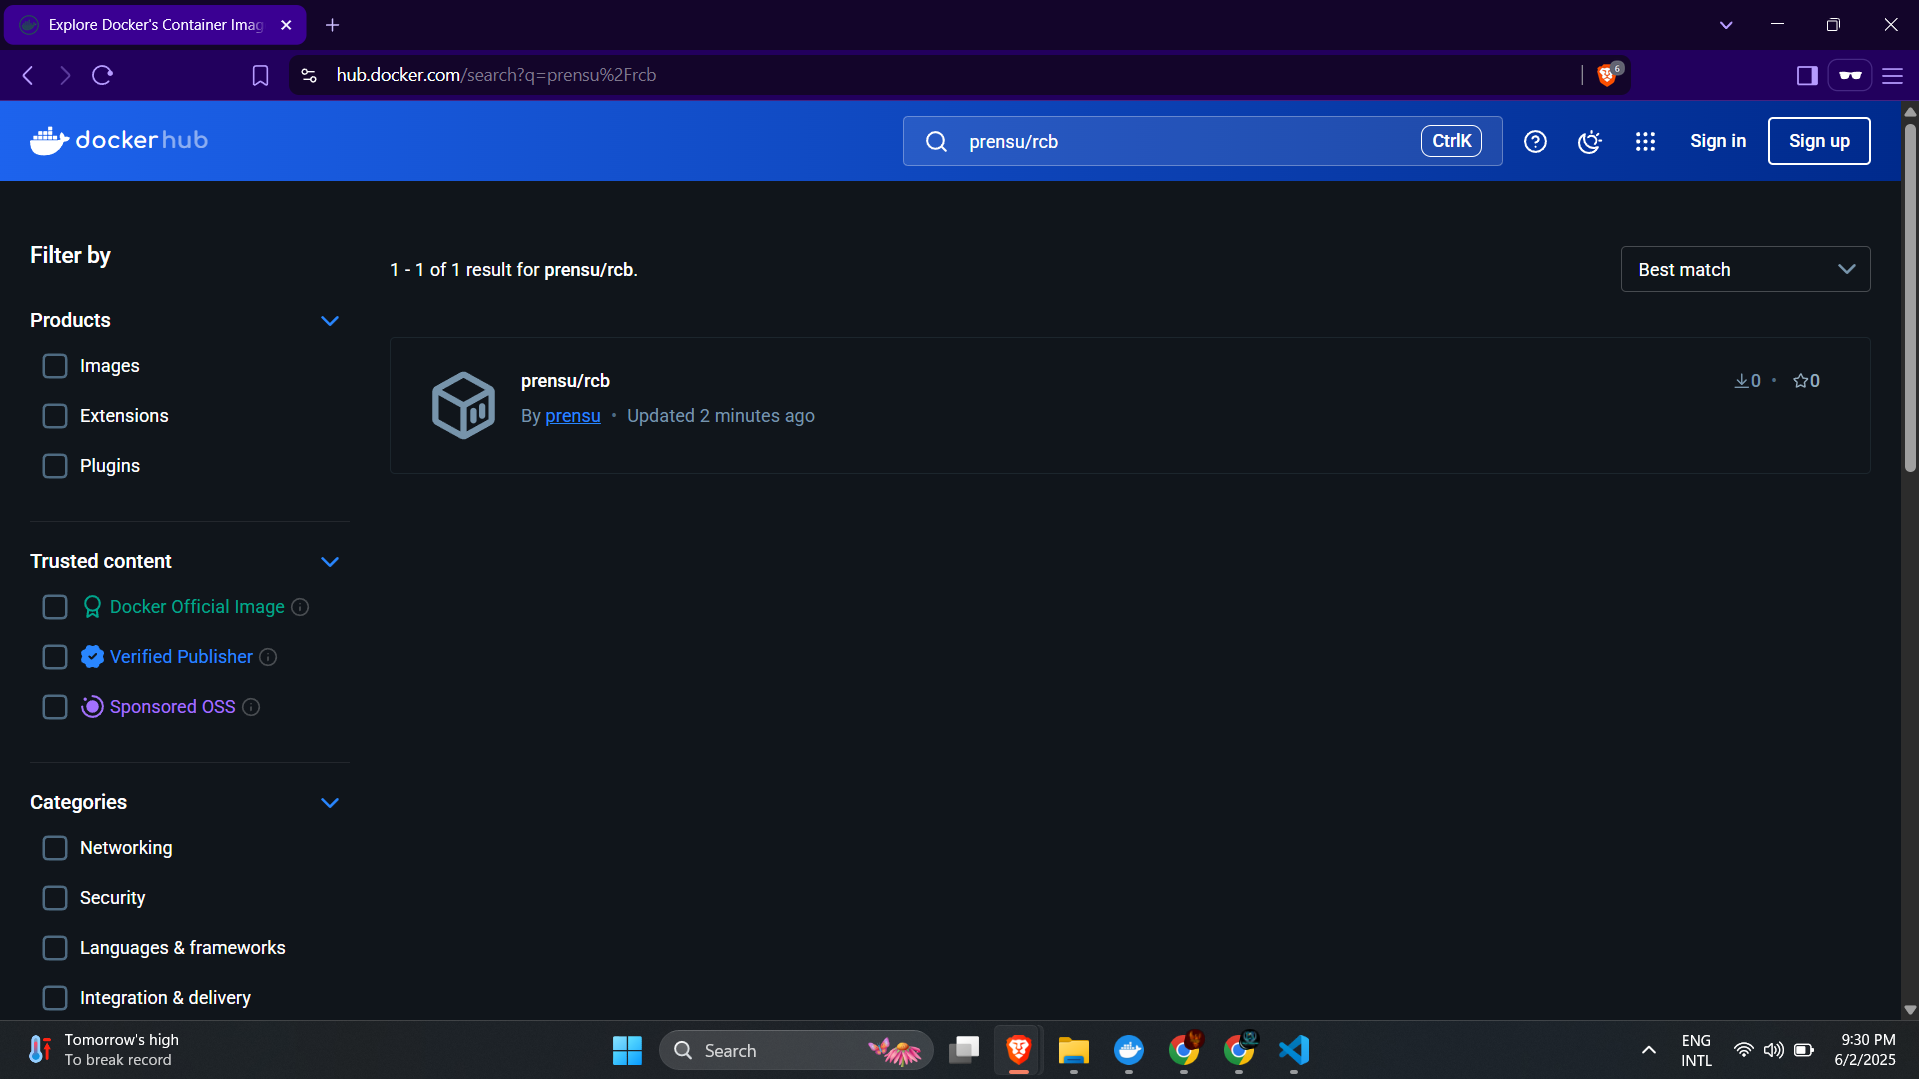 Explore Docker's Container Imag
hub.docker.com/search?q=prensu%2Frcb
6
docker hub
prensu/rcb
CtrlK
Sign in
Sign up
Filter by
1 - 1 of 1 result for prensu/rcb.
Best match
Products
Images
Extensions
Plugins
prensu/rcb
0 • 0
By prensu • Updated 2 minutes ago
Trusted content
Docker Official Image
Verified Publisher
Sponsored OSS
Categories
Networking
Security
Languages & frameworks
Integration & delivery
Tomorrow's high
To break record
Search
ENG
INTL
9:30 PM
6/2/2025